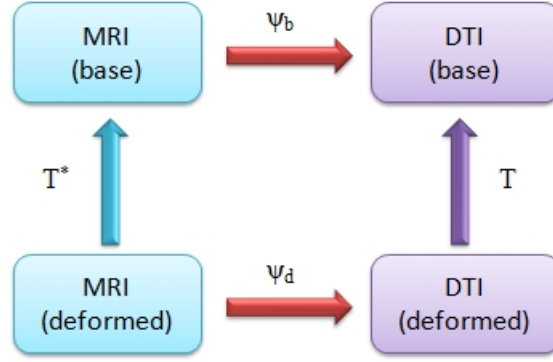 MRI
(base)
ψb
DTI
(base)
T*
T
MRI
(deformed)
ψd
DTI
(deformed)